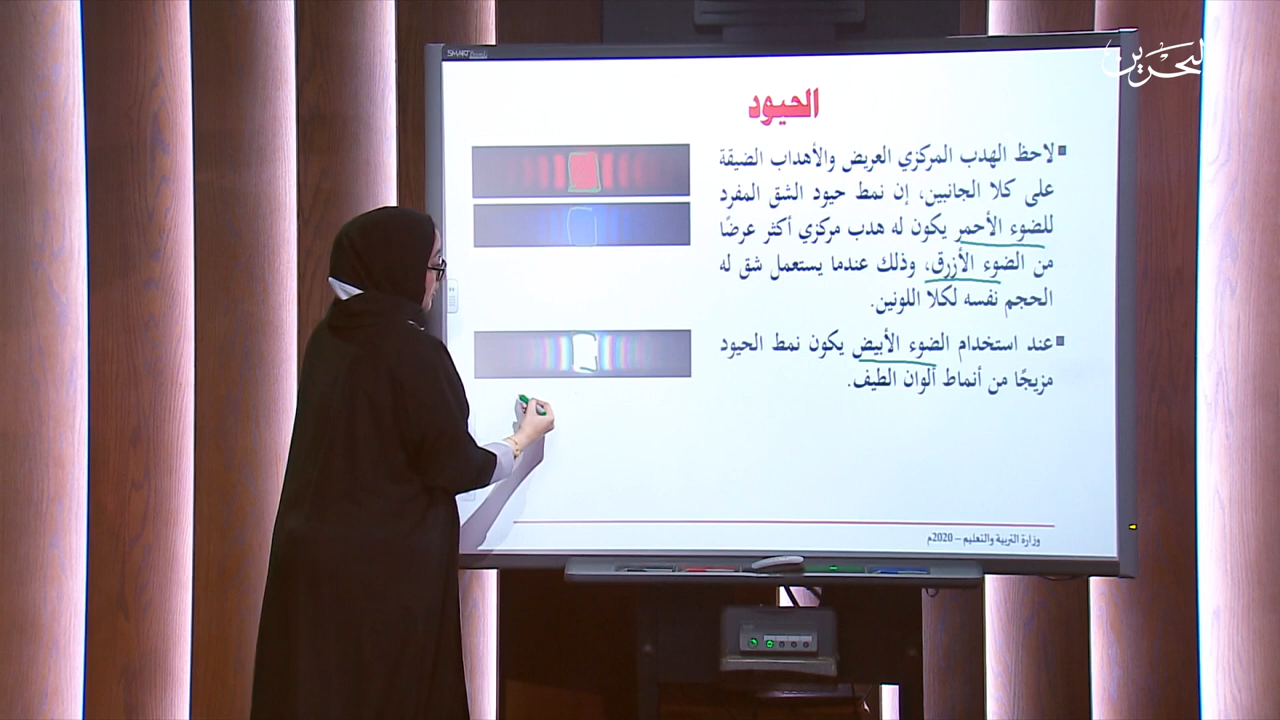 البحرين
SMART
الحيود
■ لاحظ الهدب المركزي العريض والأهداب الضيقة
على كلا الجانبين، إن نمط حيود الشق المفرد
للضوء الأحمر يكون له هدب مركزي أكثر عرضًا
من الضوء الأزرق، وذلك عندما يستعمل شق له
الحجم نفسه لكلا اللونين.
■ عند استخدام الضوء الأبيض يكون نمط الحيود
مزيجًا من أنماط ألوان الطيف.
وزارة التربية والتعليم – 2020م